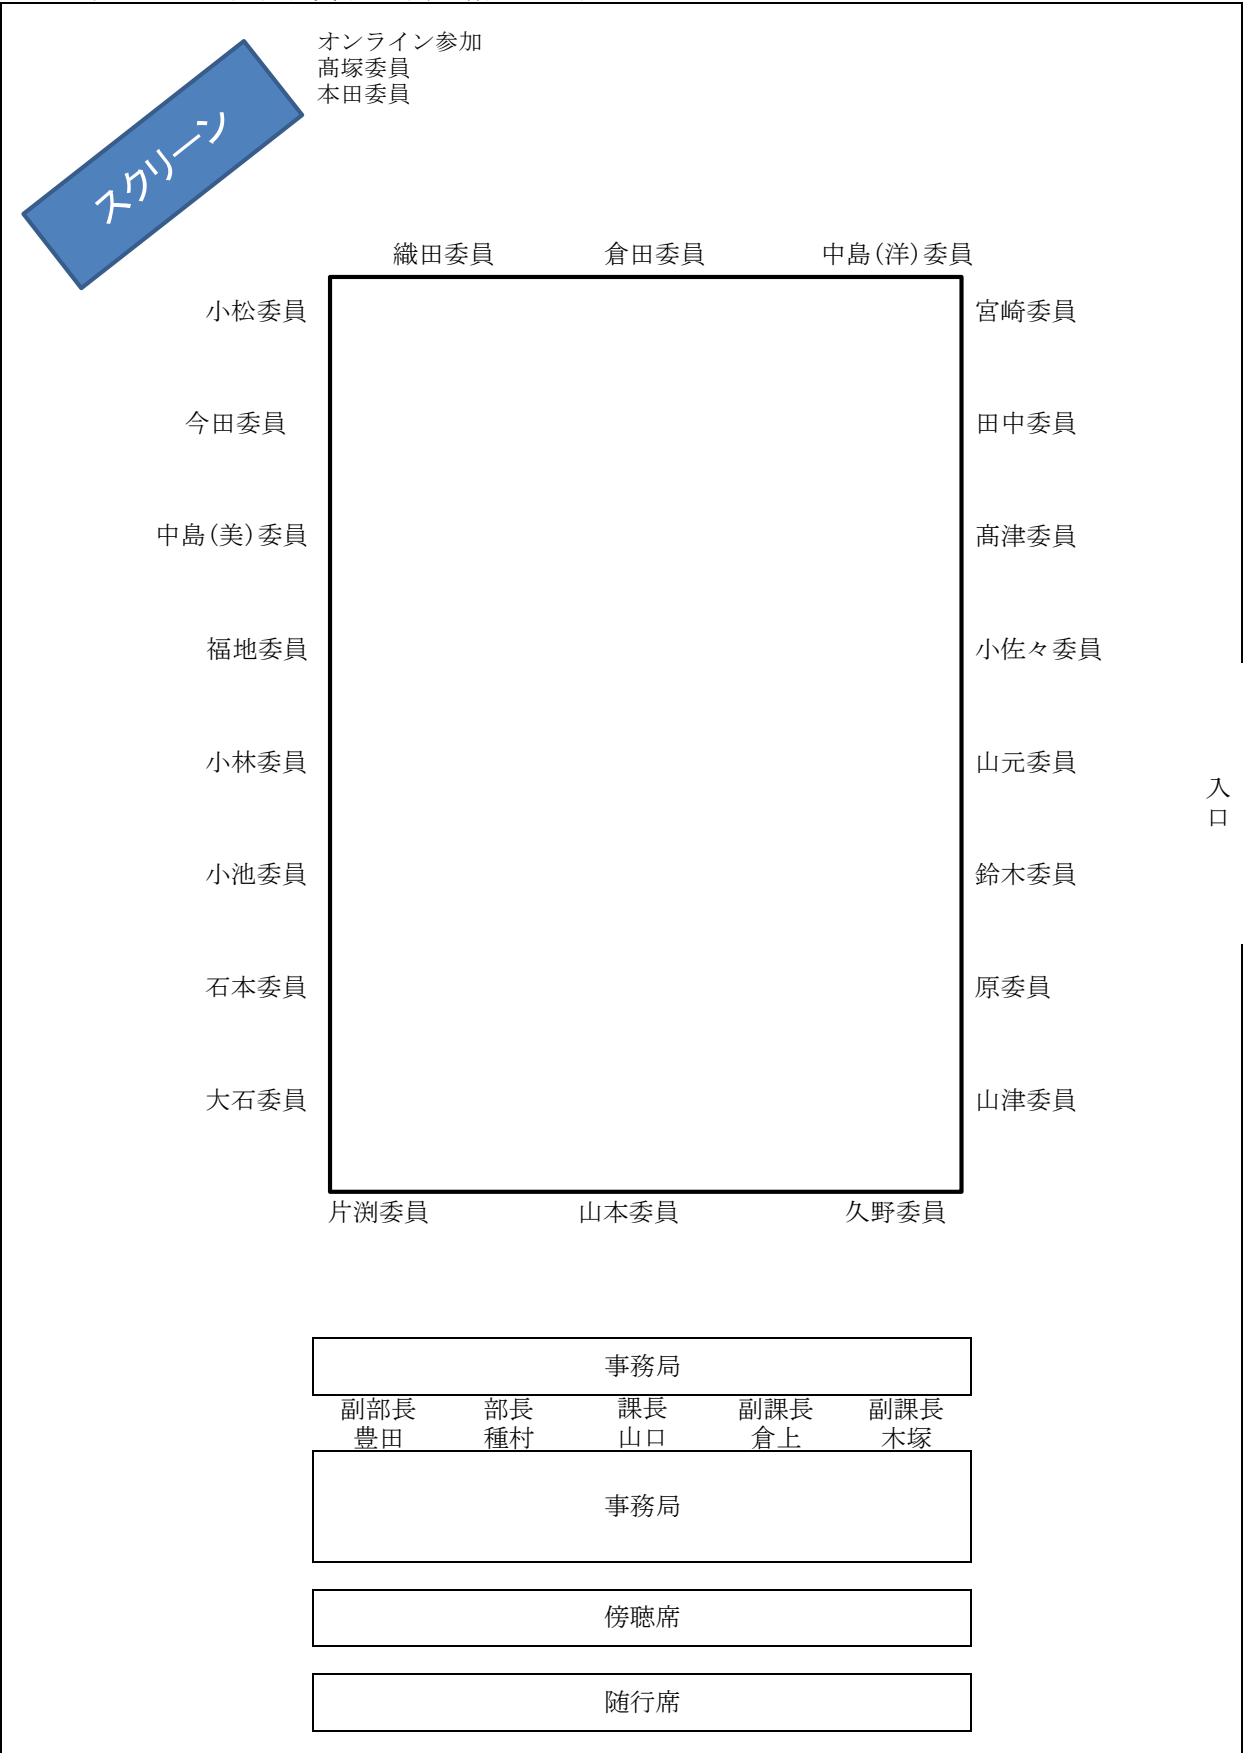 オンライン参加
髙塚委員
本田委員
スクリーン
織田委員 倉田委員 中島(洋)委員
小松委員 宮崎委員
今田委員 田中委員
中島(美)委員 髙津委員
福地委員 小佐々委員
小林委員 山元委員
入口
小池委員 鈴木委員
石本委員 原委員
大石委員 山津委員
片渕委員 山本委員 久野委員
事務局
副部長 部長 課長 副課長 副課長
豊田 種村 山口 倉上 木塚
事務局
傍聴席
随行席